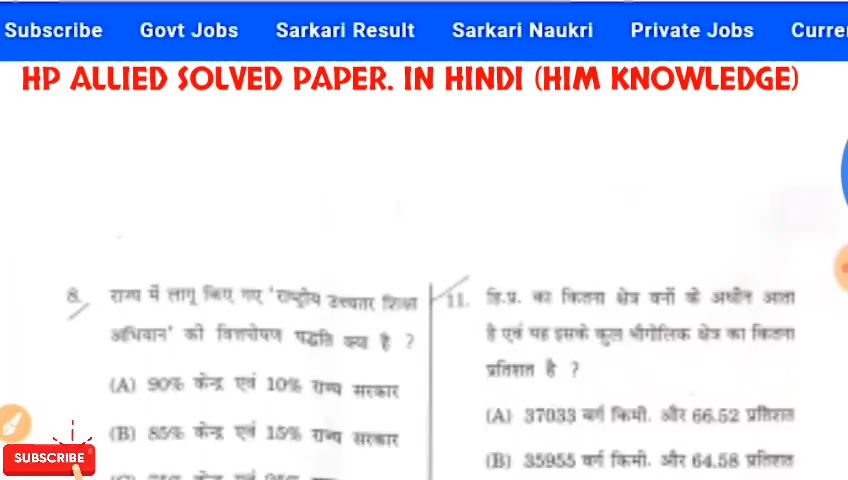 Subscribe Govt Jobs Sarkari Result Sarkari Naukri Private Jobs Curre
HP ALLIED SOLVED PAPER. IN HINDI (HIM KNOWLEDGE)
8. राज्य में लागू किए गए 'राष्ट्रीय उच्चतर शिक्षा
अभियान' की वित्तपोषण पद्धति क्या है ?
(A) 90% केन्द्र एवं 10% राज्य सरकार
(B) 85% केन्द्र एवं 15% राज्य सरकार
11. हि.प्र. का कितना क्षेत्र वनों के अधीन आता
है एवं यह इसके कुल भौगोलिक क्षेत्र का कितना
प्रतिशत है ?
(A) 37033 वर्ग किमी. और 66.52 प्रतिशत
(B) 35955 वर्ग किमी. और 64.58 प्रतिशत
SUBSCRIBE